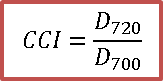 CCI = D₇₂₀ / D₇₀₀